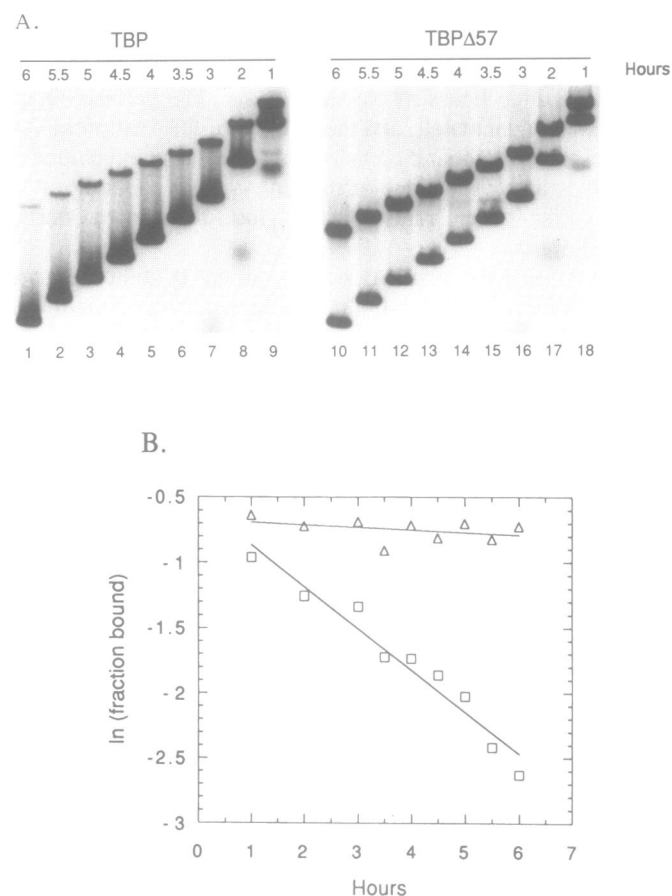 A.
TBP TBPΔ57
6 5.5 5 4.5 4 3.5 3 2 1 6 5.5 5 4.5 4 3.5 3 2 1 Hours
1 2 3 4 5 6 7 8 9 10 11 12 13 14 15 16 17 18
B.
-0.5
-1
-1.5
-2
-2.5
-3
ln (fraction bound)
0 1 2 3 4 5 6 7
Hours